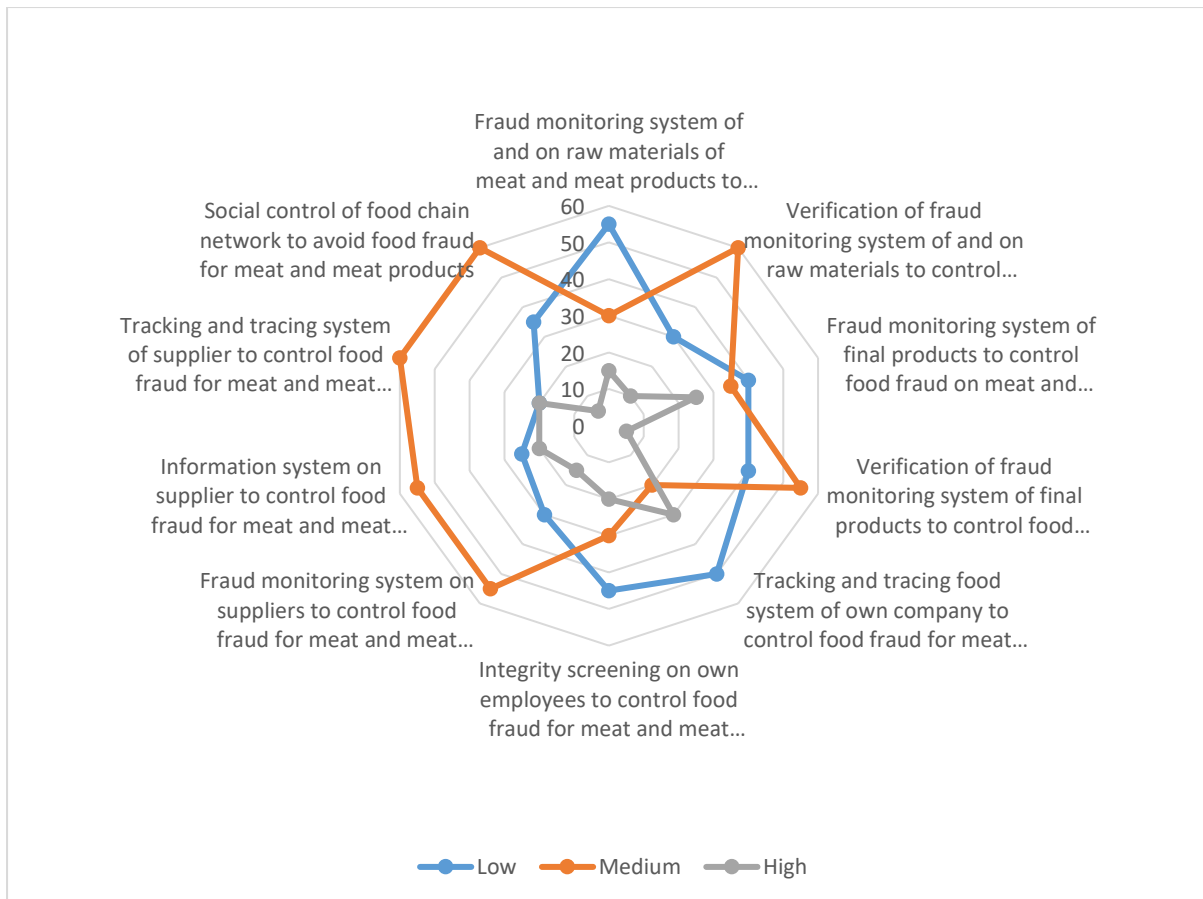 Fraud monitoring system of
and on raw materials of
meat and meat products to...
Verification of fraud
monitoring system of and on
raw materials to control...
Fraud monitoring system of
final products to control
food fraud on meat and...
Verification of fraud
monitoring system of final
products to control food...
Tracking and tracing food
system of own company to
control food fraud for meat...
Integrity screening on own
employees to control food
fraud for meat and meat...
Fraud monitoring system on
suppliers to control food
fraud for meat and meat...
Information system on
supplier to control food
fraud for meat and meat...
Tracking and tracing system
of supplier to control food
fraud for meat and meat...
Social control of food chain
network to avoid food fraud
for meat and meat products
60
50
40
30
20
10
0
Low Medium High